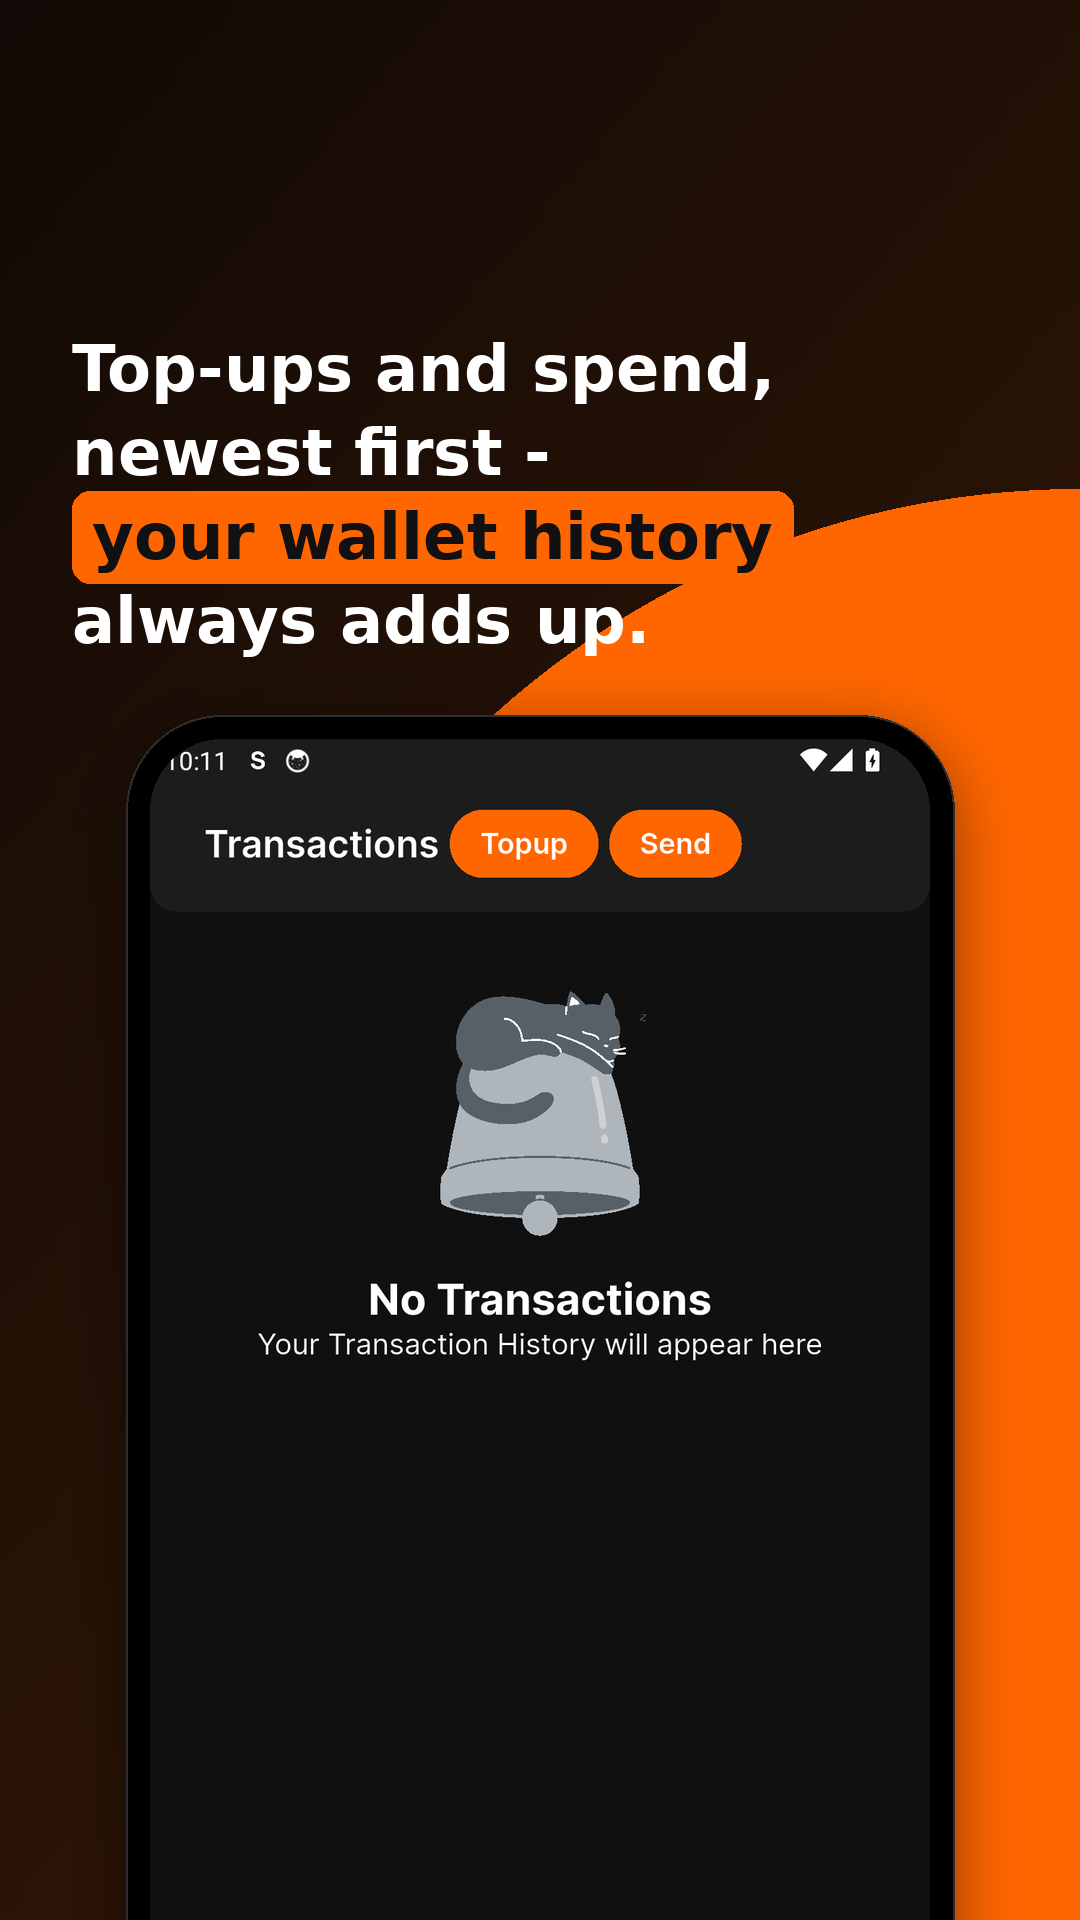 Top-ups and spend,
newest first -
your wallet history
always adds up.
10:11 S
Transactions Topup Send
z
No Transactions
Your Transaction History will appear here